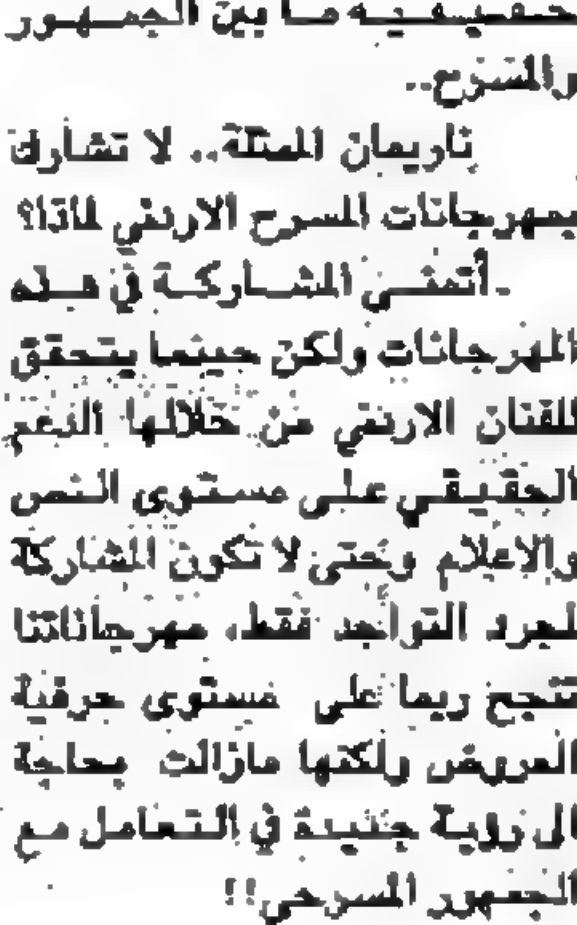 حقيقية ما بين الجمهور
والمسرح..
ناريمان الممثلة.. لا تشارك
بمهرجانات المسرح الاردني لماذا؟
ـ أتمنى المشاركة في هذه
المهرجانات ولكن حينما يتحقق
للفنان الاردني من خلالها الدعم
الحقيقي على مستوى النص
والاعلام وحتى لا تكون المشاركة
لمجرد التواجد فقط، مهرجاناتنا
تنجح ربما على مستوى حرفية
العروض ولكنها مازالت بحاجة
الى رؤية جديدة في التعامل مع
الجمهور المسرحي!!